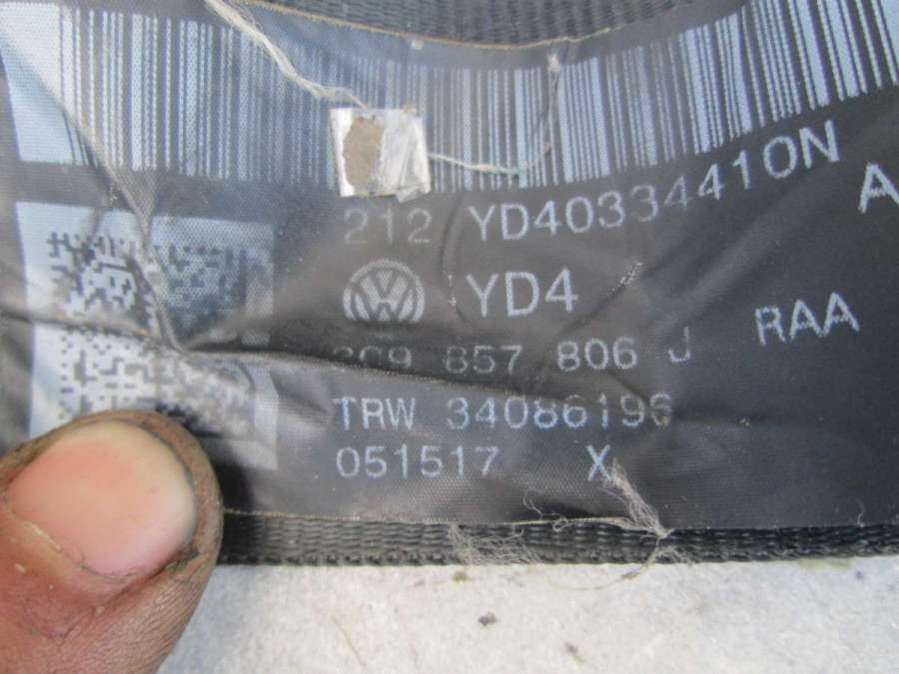 212 YD40334410N
A
YD4
857 806 J RAA
TRW 34086196
051517 X